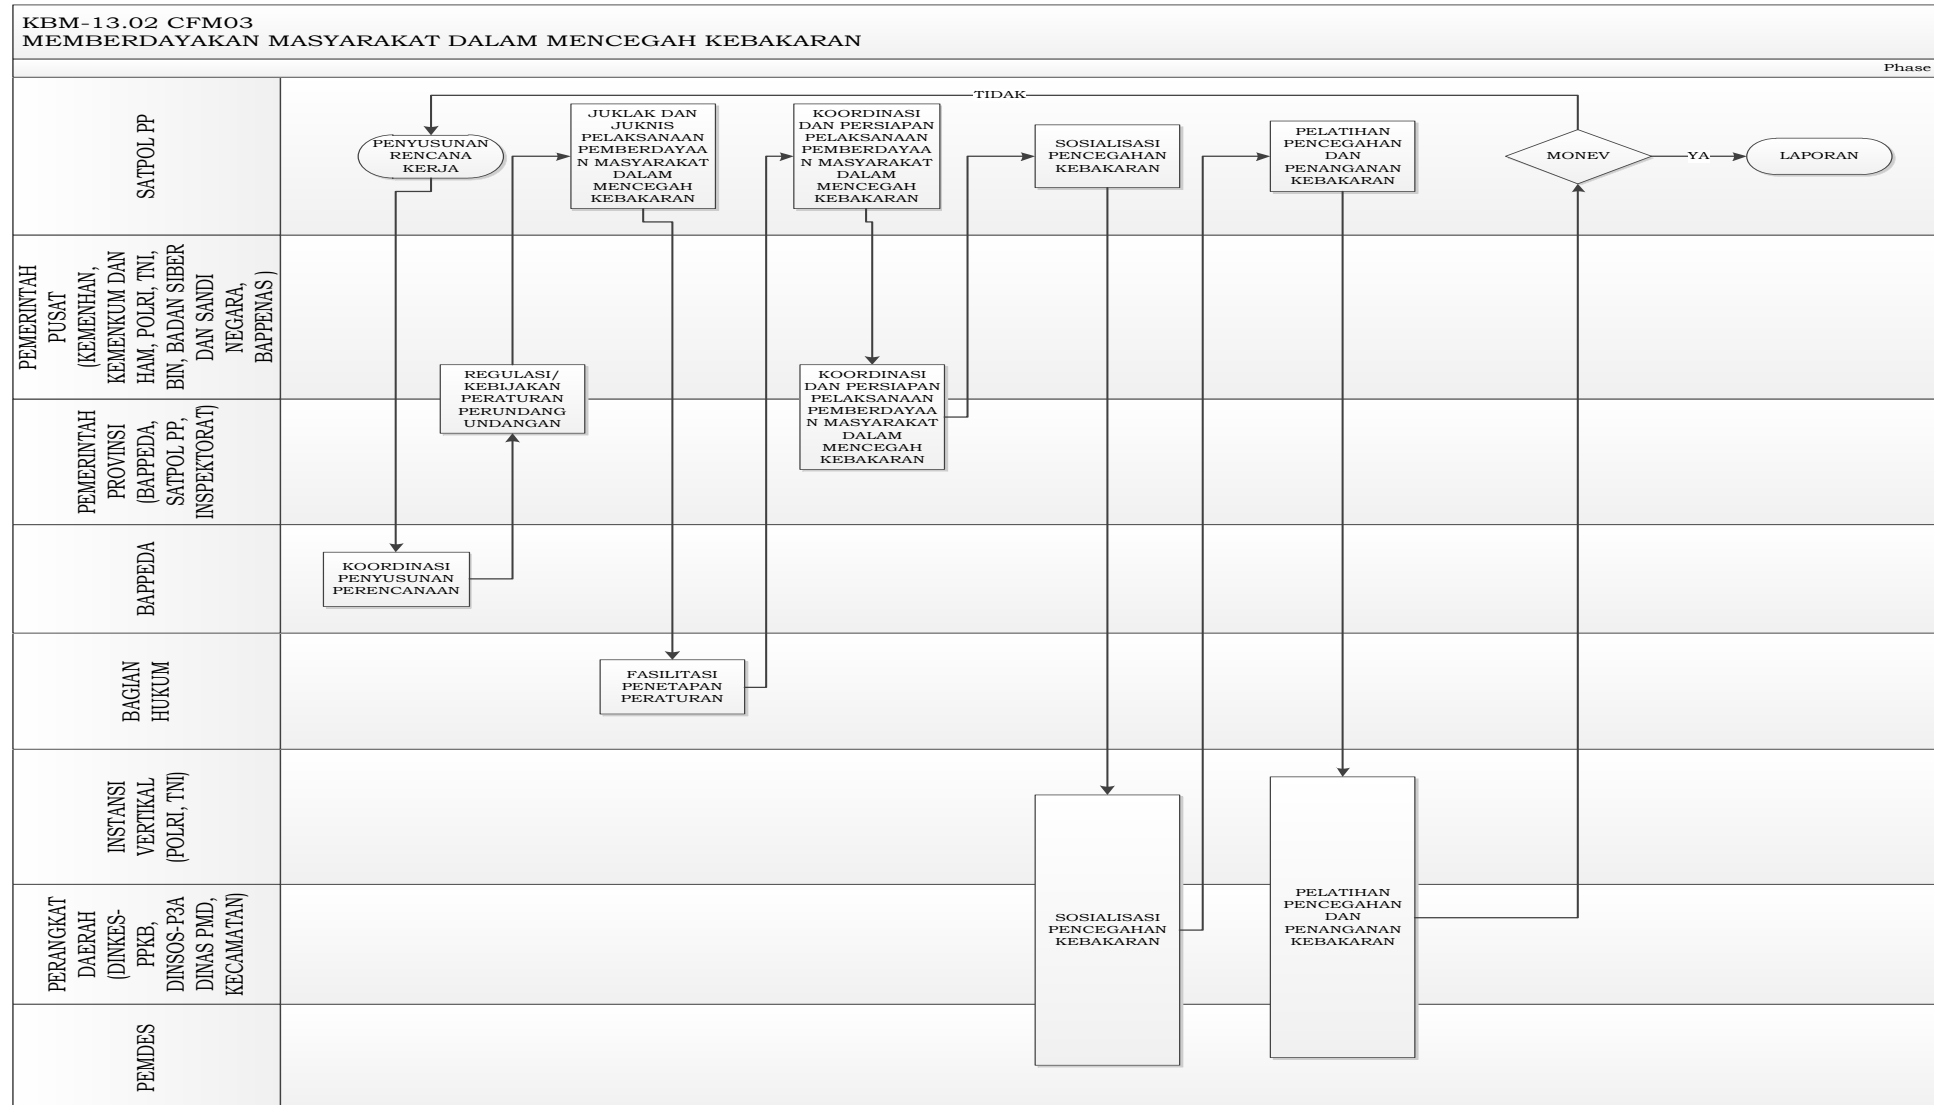 KBM-13.02 CFM03
MEMBERDAYAKAN MASYARAKAT DALAM MENCEGAH KEBAKARAN
Phase
SATPOL PP
PENYUSUNAN
RENCANA
KERJA
JUKLAK DAN
JUKNIS
PELAKSANAAN
PEMBERDAYAA
N MASYARAKAT
DALAM
MENCEGAH
KEBAKARAN
KOORDINASI
DAN PERSIAPAN
PELAKSANAAN
PEMBERDAYAA
N MASYARAKAT
DALAM
MENCEGAH
KEBAKARAN
SOSIALISASI
PENCEGAHAN
KEBAKARAN
PELATIHAN
PENCEGAHAN
DAN
PENANGANAN
KEBAKARAN
TIDAK
MONEV
YA
LAPORAN
PEMERINTAH
PUSAT
(KEMENHAN,
KEMENKUM DAN
HAM, POLRI, TNI,
BIN, BADAN SIBER
DAN SANDI
NEGARA,
BAPPENAS )
REGULASI/
KEBIJAKAN
PERATURAN
PERUNDANG
UNDANGAN
KOORDINASI
DAN PERSIAPAN
PELAKSANAAN
PEMBERDAYAA
N MASYARAKAT
DALAM
MENCEGAH
KEBAKARAN
PEMERINTAH
PROVINSI
(BAPPEDA,
SATPOL PP,
INSPEKTORAT)
BAPPEDA
KOORDINASI
PENYUSUNAN
PERENCANAAN
BAGIAN
HUKUM
FASILITASI
PENETAPAN
PERATURAN
INSTANSI
VERTIKAL
(POLRI, TNI)
PERANGKAT
DAERAH
(DINKES-
PPKB,
DINSOS-P3A
DINAS PMD,
KECAMATAN)
SOSIALISASI
PENCEGAHAN
KEBAKARAN
PELATIHAN
PENCEGAHAN
DAN
PENANGANAN
KEBAKARAN
PEMDES